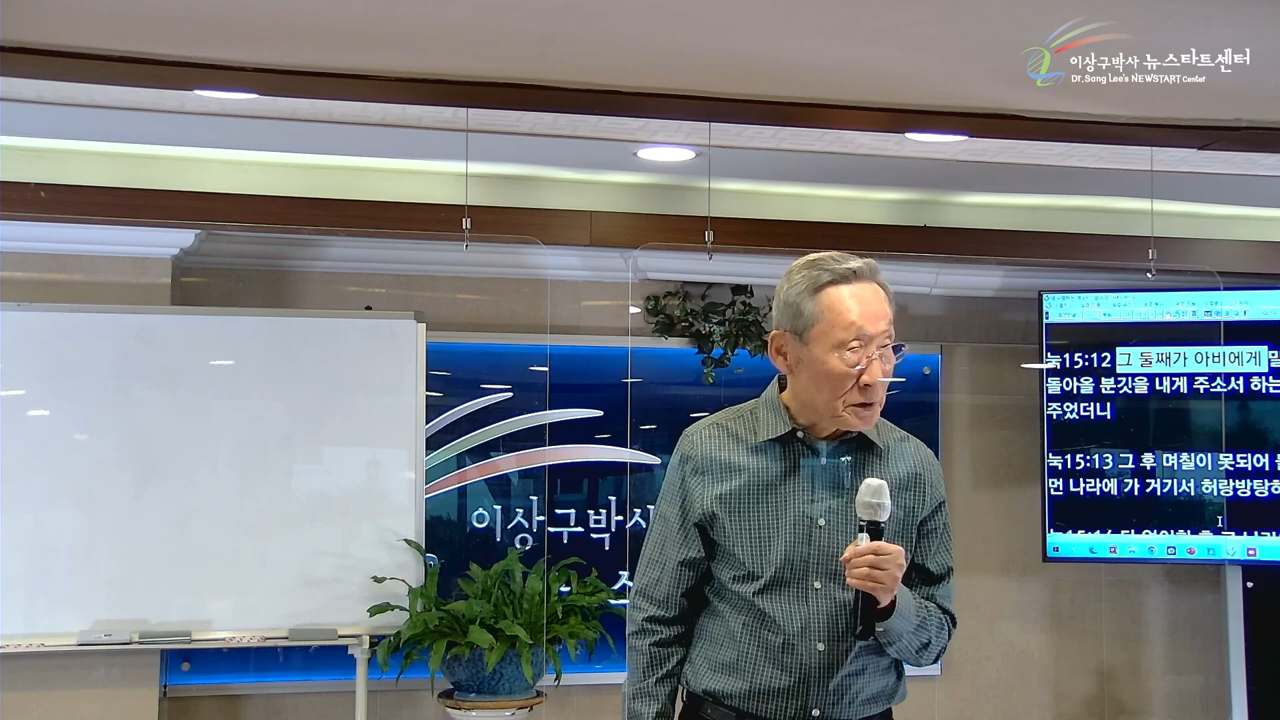 이상구박사 뉴스타트센터
Dr. Sang Lee's NEWSTART Center
이상구박사
눅15:12 그 둘째가 아비에게
돌아올 분깃을 내게 주소서 하는
주었더니
눅15:13 그 후 며칠이 못되어
먼 나라에 가 거기서 허랑방탕하